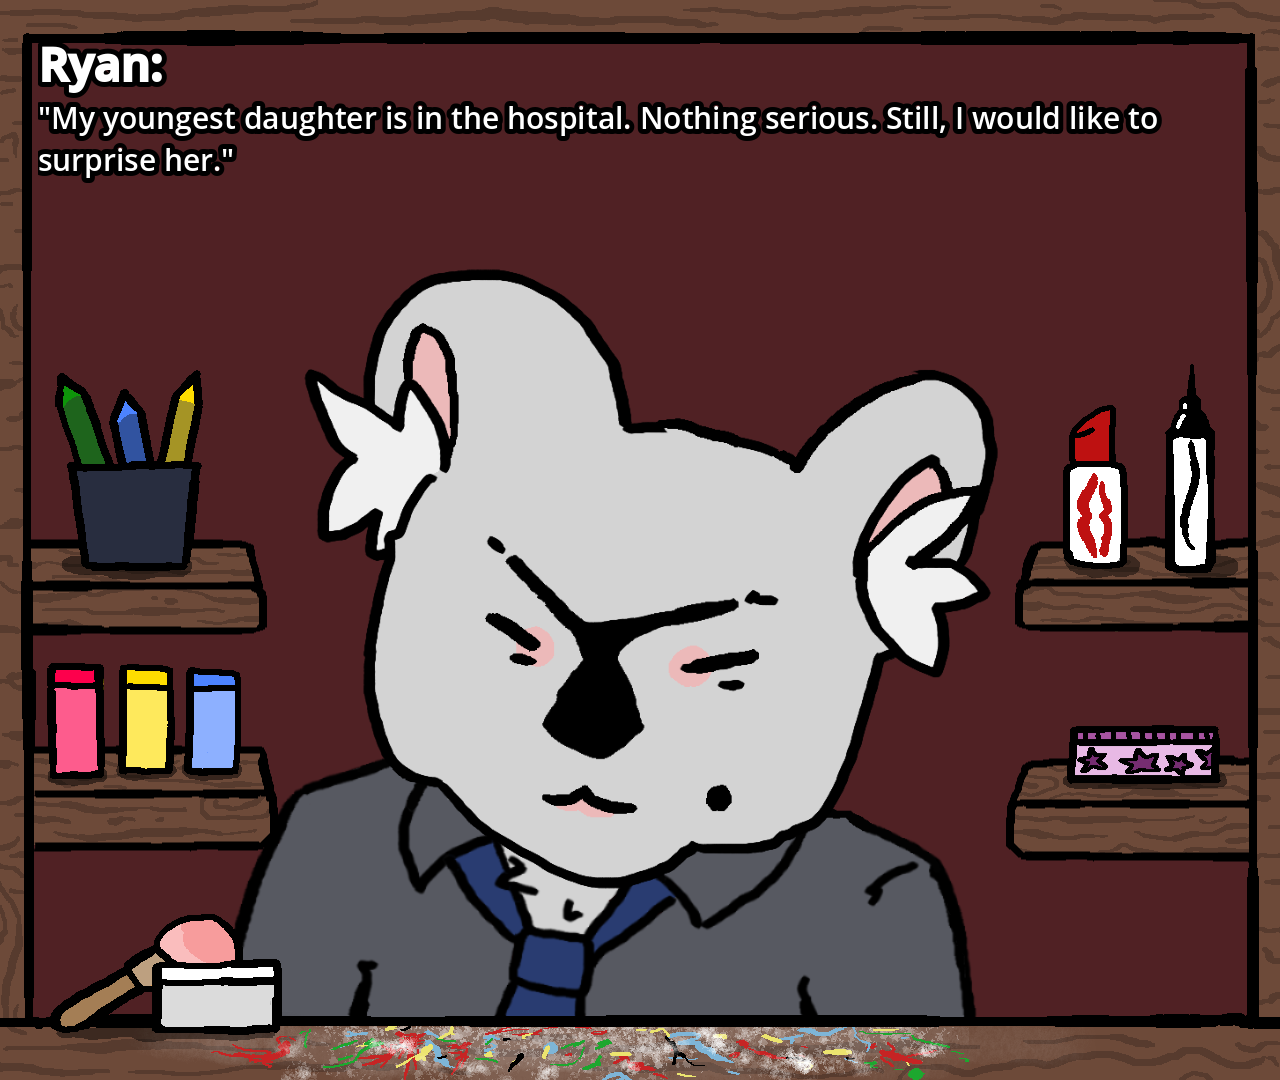 Ryan:
"My youngest daughter is in the hospital. Nothing serious. Still, I would like to
surprise her."